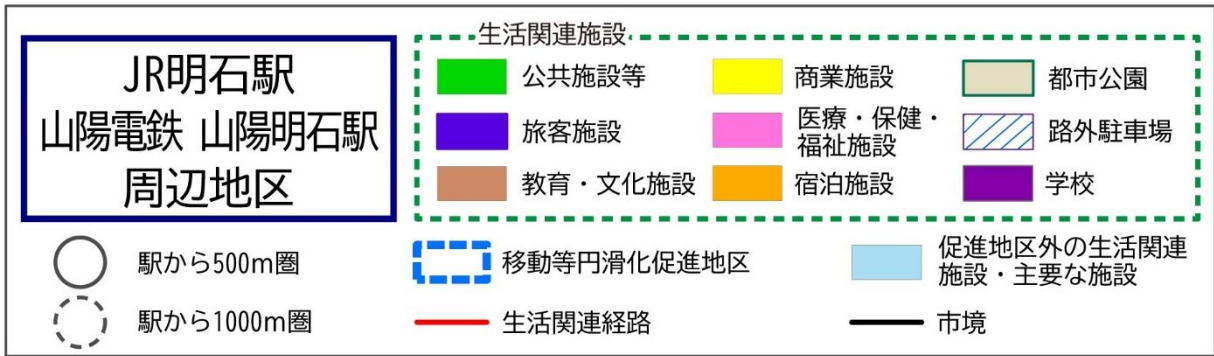 JR明石駅
山陽電鉄 山陽明石駅
周辺地区
生活関連施設
公共施設等
商業施設
都市公園
旅客施設
医療・保健・
福祉施設
路外駐車場
教育・文化施設
宿泊施設
学校
駅から500m圏
移動等円滑化促進地区
促進地区外の生活関連
施設・主要な施設
駅から1000m圏
生活関連経路
市境